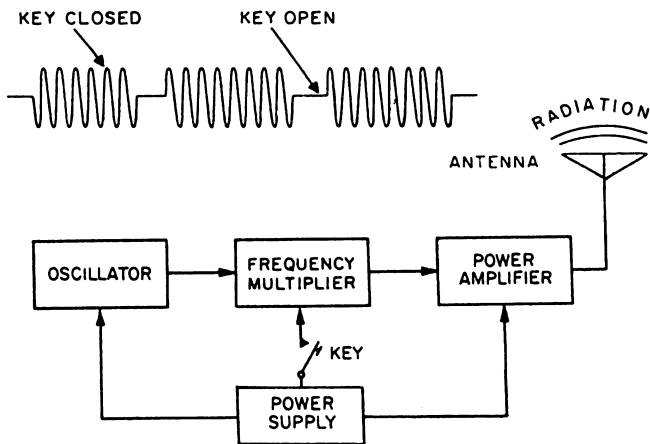 KEY CLOSED
KEY OPEN
RADIATION
ANTENNA
OSCILLATOR
FREQUENCY
MULTIPLIER
POWER
AMPLIFIER
KEY
POWER
SUPPLY